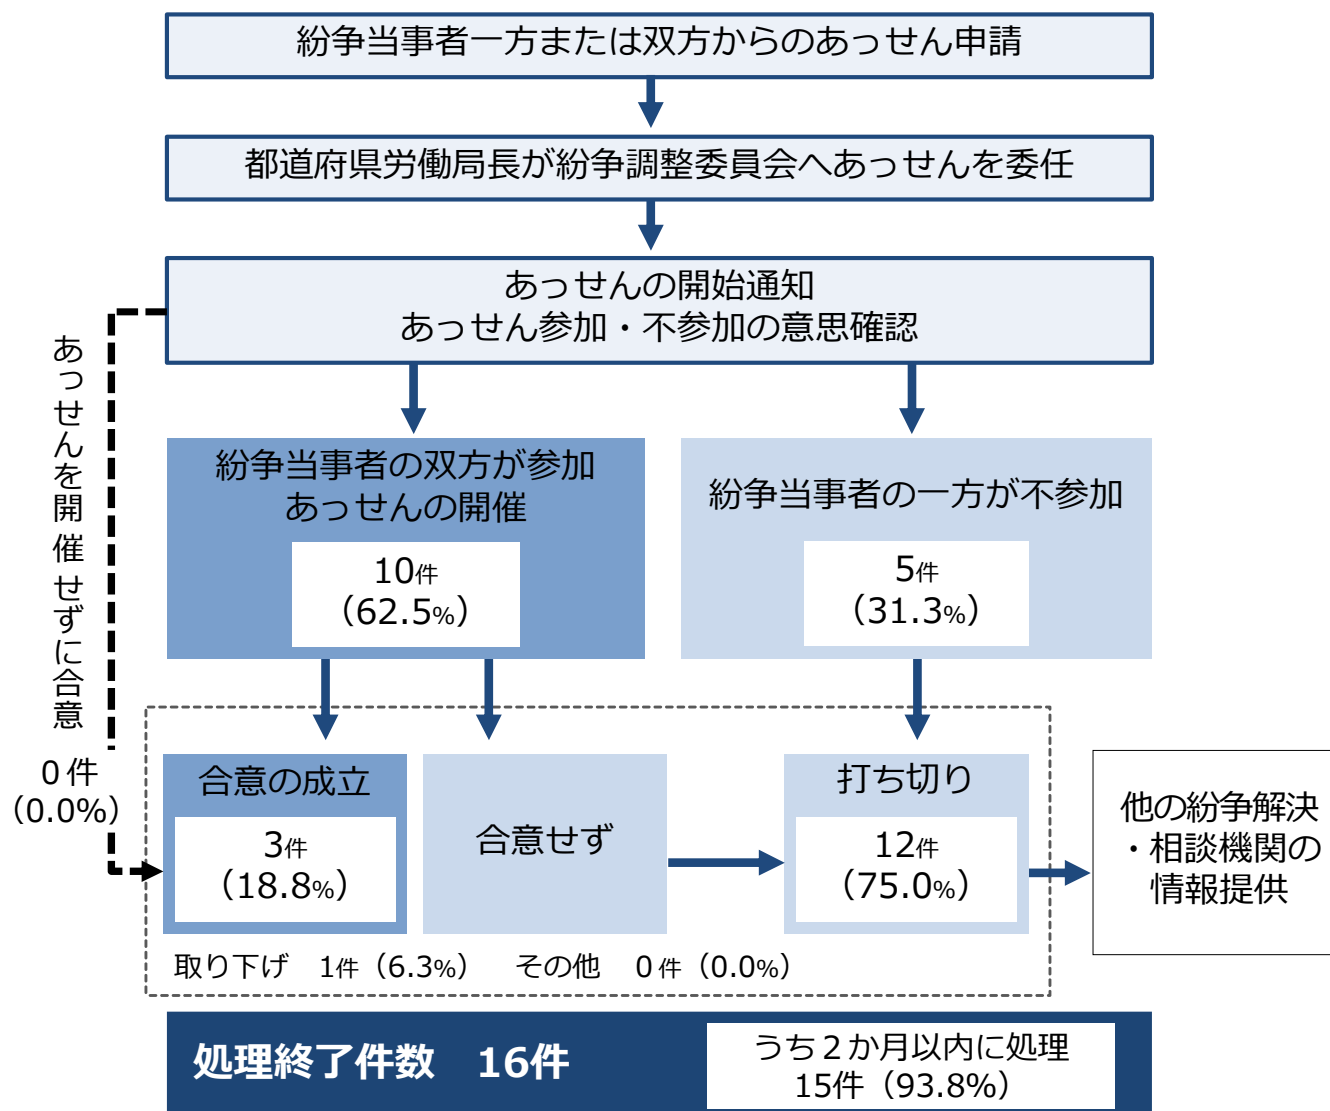 紛争当事者一方または双方からのあっせん申請
都道府県労働局長が紛争調整委員会へあっせんを委任
あっせんの開始通知
あっせん参加・不参加の意思確認
あっせんを開催せずに合意
0件
(0.0%)
紛争当事者の双方が参加
あっせんの開催
10件
(62.5%)
紛争当事者の一方が不参加
5件
(31.3%)
合意の成立
3件
(18.8%)
合意せず
打ち切り
12件
(75.0%)
他の紛争解決
・相談機関の
情報提供
取り下げ 1件(6.3%) その他 0件(0.0%)
処理終了件数 16件
うち2か月以内に処理
15件(93.8%)